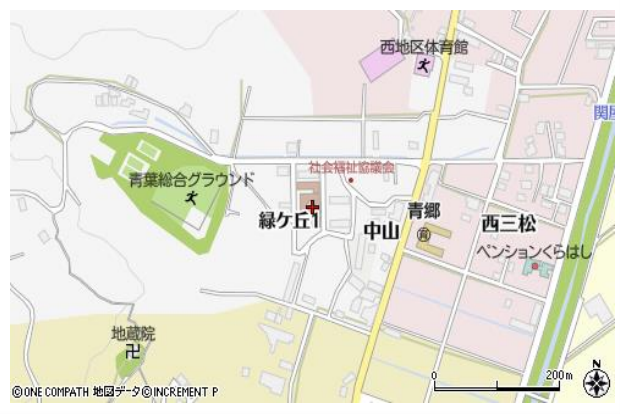 西地区体育館
関屋
社会福祉協議会
青葉総合グラウンド
緑ケ丘1
中山
青郷
西三松
ペンションくらはし
地蔵院
0 200m
N
©ONE COMPATH 地図データ©INCREMENT P